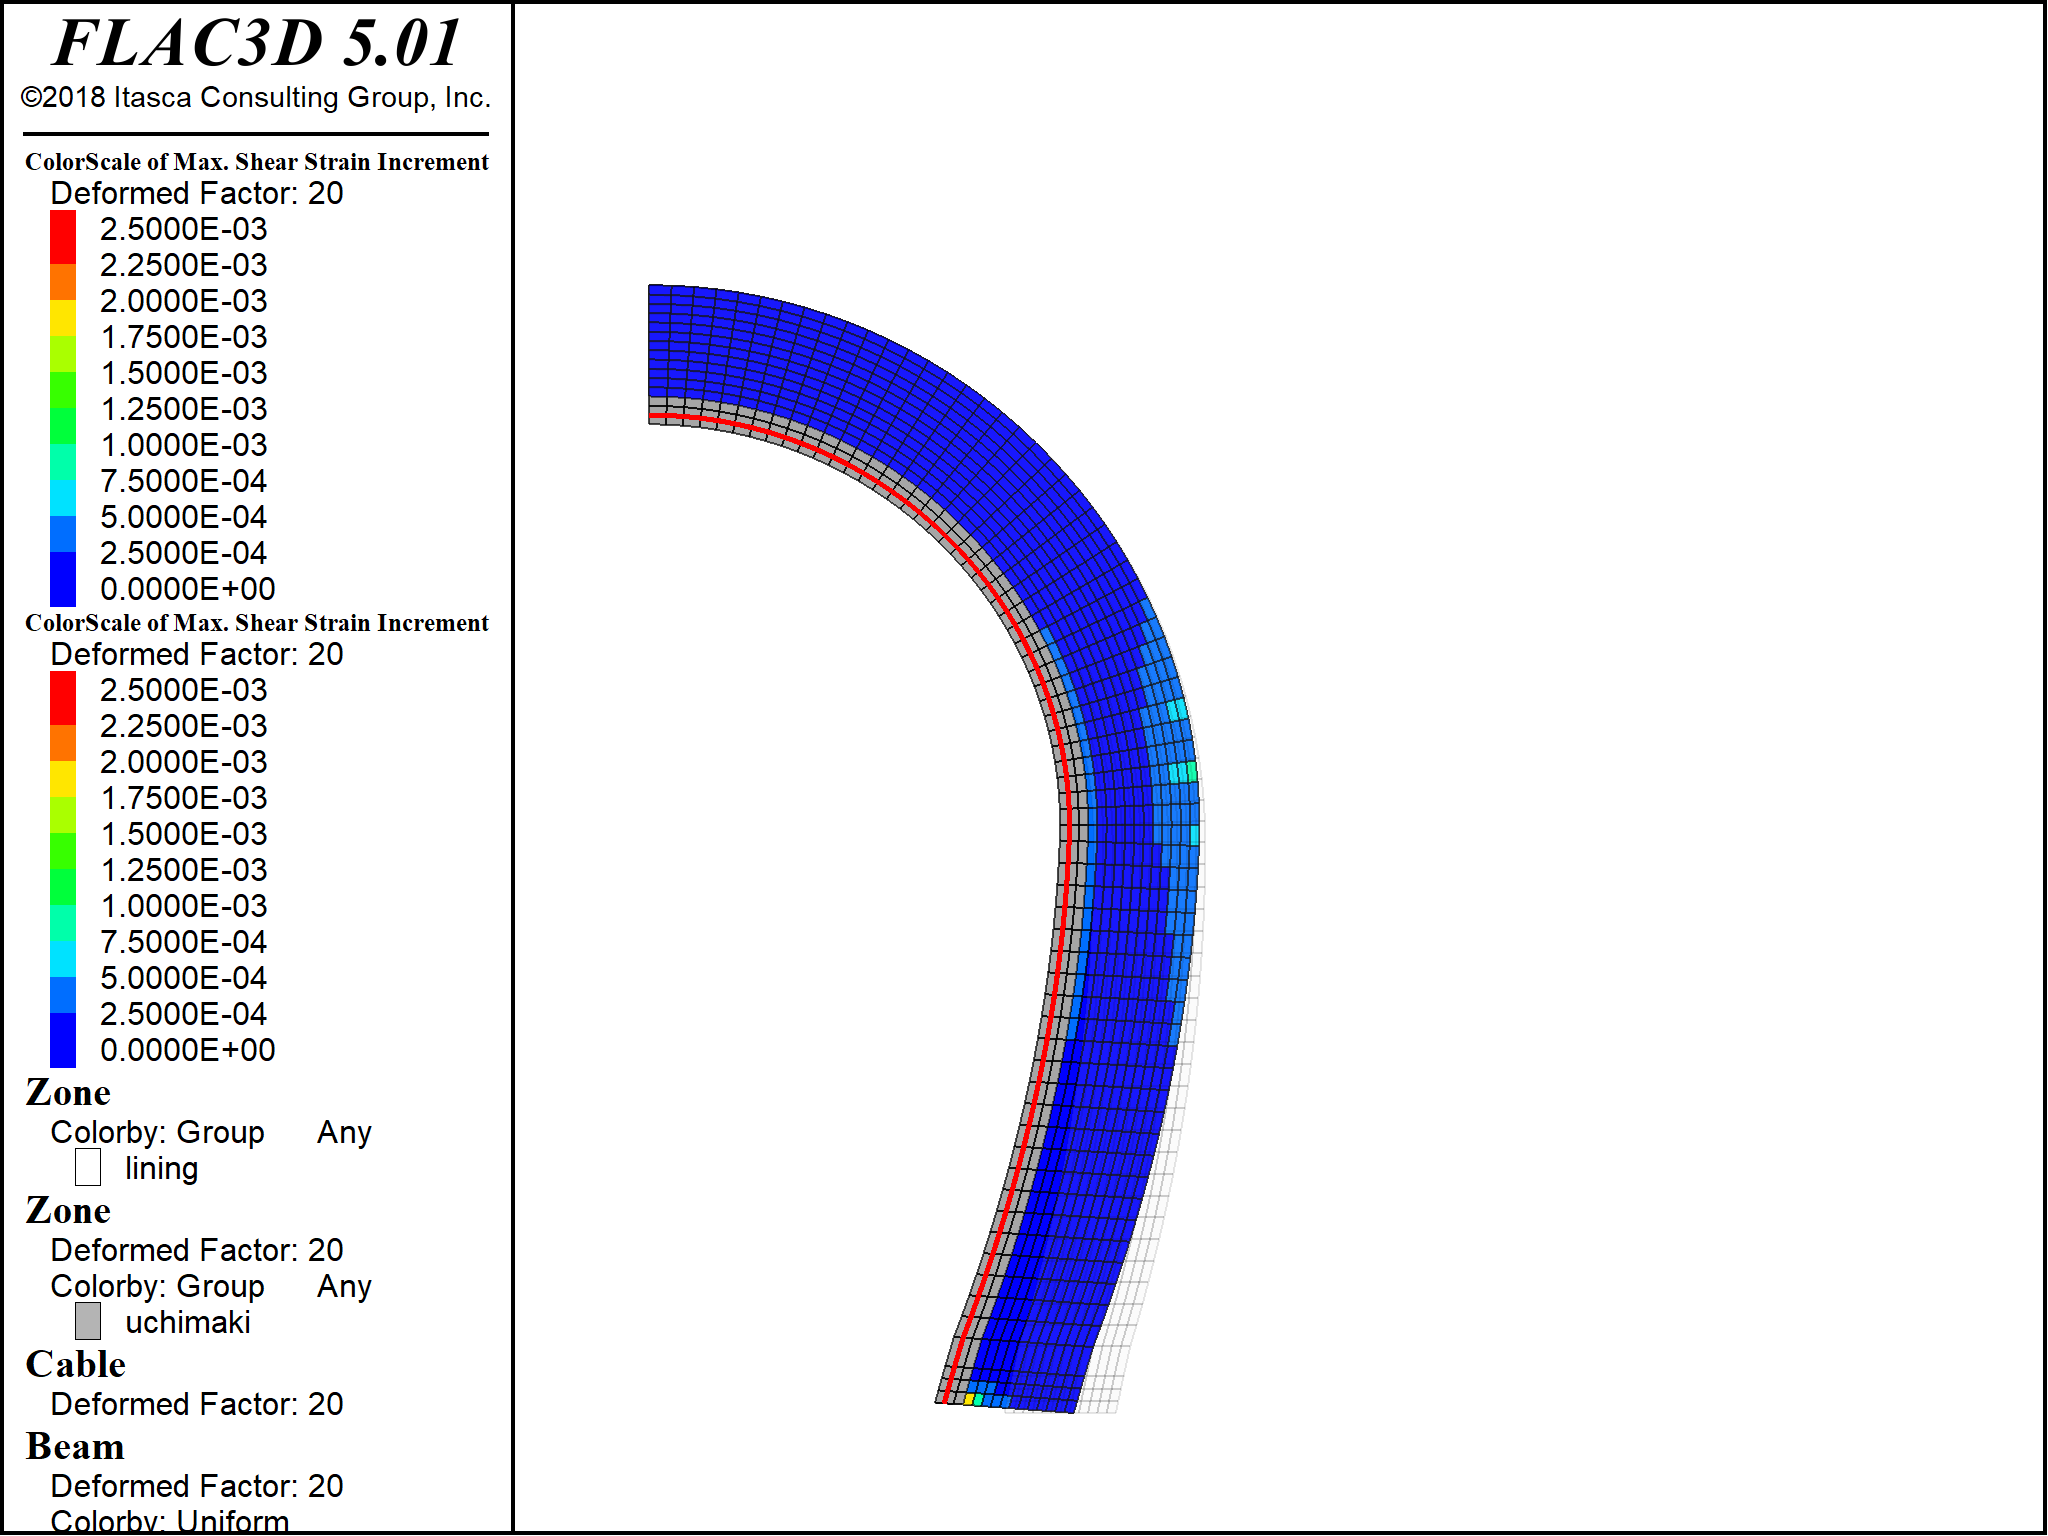 FLAC3D 5.01
©2018 Itasca Consulting Group, Inc.
ColorScale of Max. Shear Strain Increment
Deformed Factor: 20
2.5000E-03
2.2500E-03
2.0000E-03
1.7500E-03
1.5000E-03
1.2500E-03
1.0000E-03
7.5000E-04
5.0000E-04
2.5000E-04
0.0000E+00
ColorScale of Max. Shear Strain Increment
Deformed Factor: 20
2.5000E-03
2.2500E-03
2.0000E-03
1.7500E-03
1.5000E-03
1.2500E-03
1.0000E-03
7.5000E-04
5.0000E-04
2.5000E-04
0.0000E+00
Zone
Colorby: Group Any
lining
Zone
Deformed Factor: 20
Colorby: Group Any
uchimaki
Cable
Deformed Factor: 20
Beam
Deformed Factor: 20
Colorby: Uniform